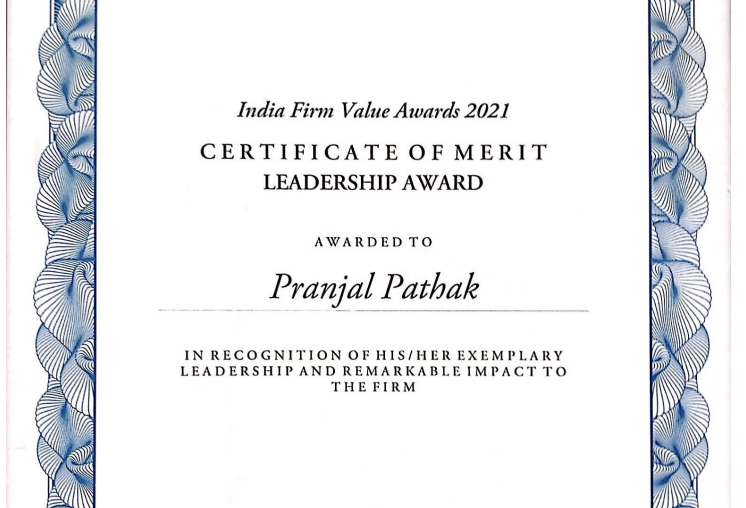 India Firm Value Awards 2021
CERTIFICATE OF MERIT
LEADERSHIP AWARD
AWARDED TO
Pranjal Pathak
IN RECOGNITION OF HIS/HER EXEMPLARY
LEADERSHIP AND REMARKABLE IMPACT TO
THE FIRM